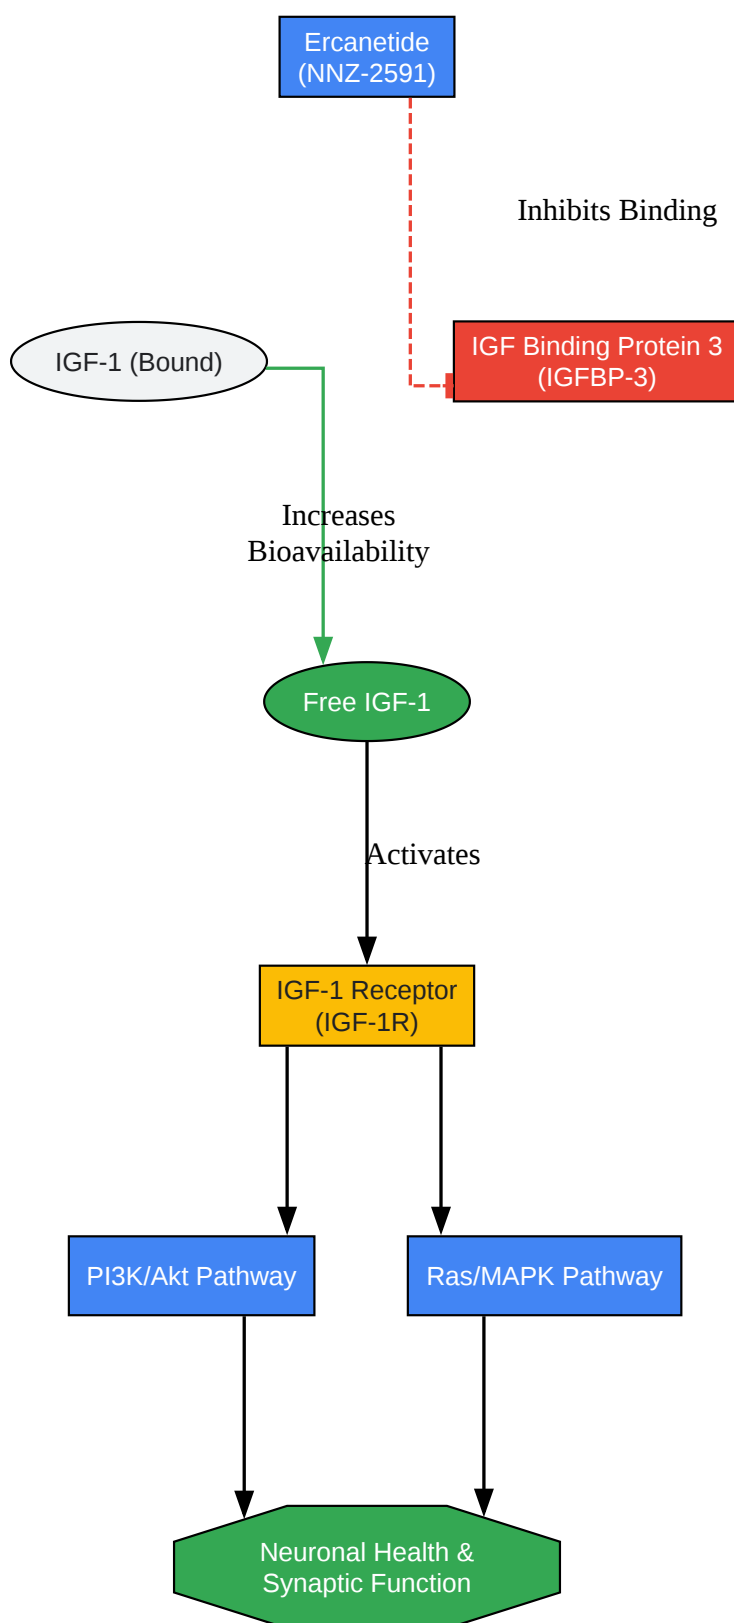 Ercanetide
(NNZ-2591)
Inhibits Binding
IGF-1 (Bound)
IGF Binding Protein 3
(IGFBP-3)
Increases
Bioavailability
Free IGF-1
Activates
IGF-1 Receptor
(IGF-1R)
PI3K/Akt Pathway
Ras/MAPK Pathway
Neuronal Health &
Synaptic Function